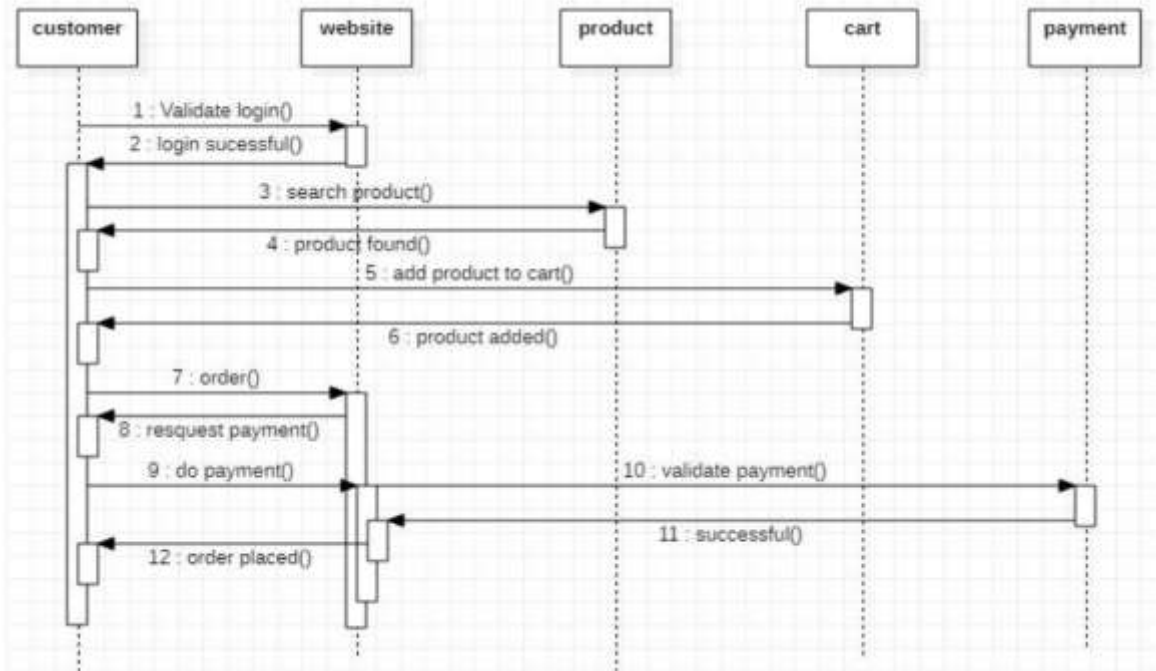 customer
website
product
cart
payment
1 : Validate login()
2 : login sucessful()
3 : search product()
4 : product found()
5 : add product to cart()
6 : product added()
7 : order()
8 : resquest payment()
9 : do payment()
10 : validate payment()
11 : successful()
12 : order placed()